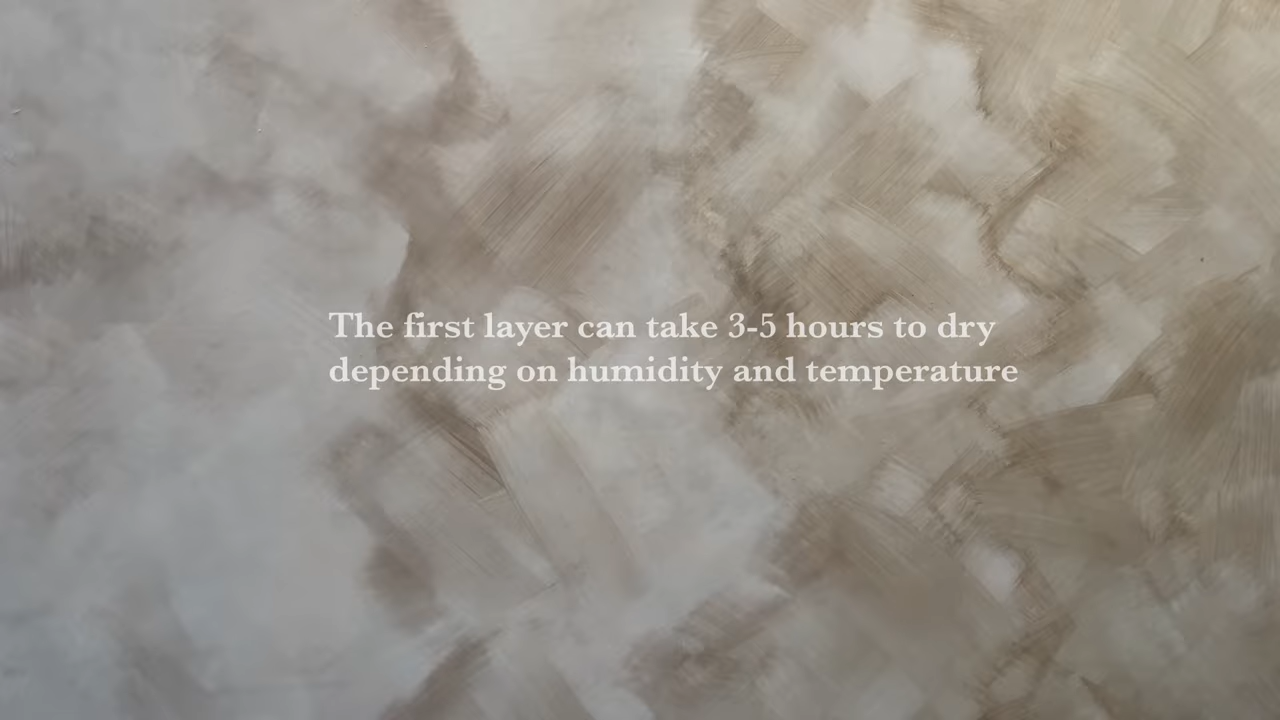 The first layer can take 3-5 hours to dry
depending on humidity and temperature